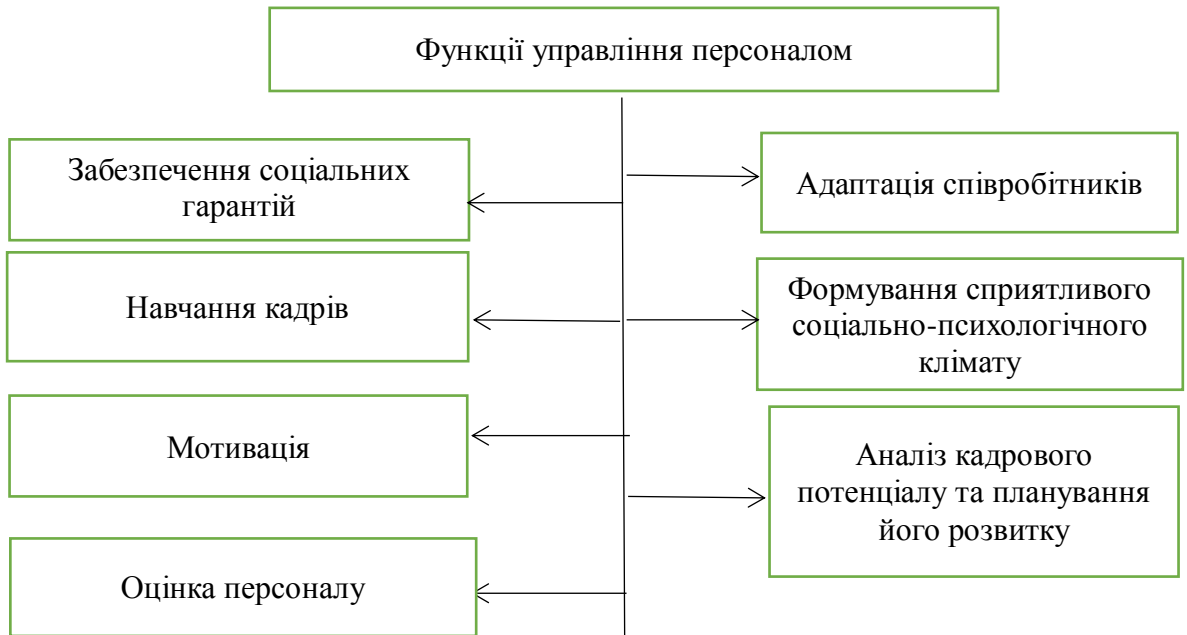 Функції управління персоналом
Забезпечення соціальних
гарантій
Адаптація співробітників
Навчання кадрів
Формування сприятливого
соціально-психологічного
клімату
Мотивація
Аналіз кадрового
потенціалу та планування
його розвитку
Оцінка персоналу